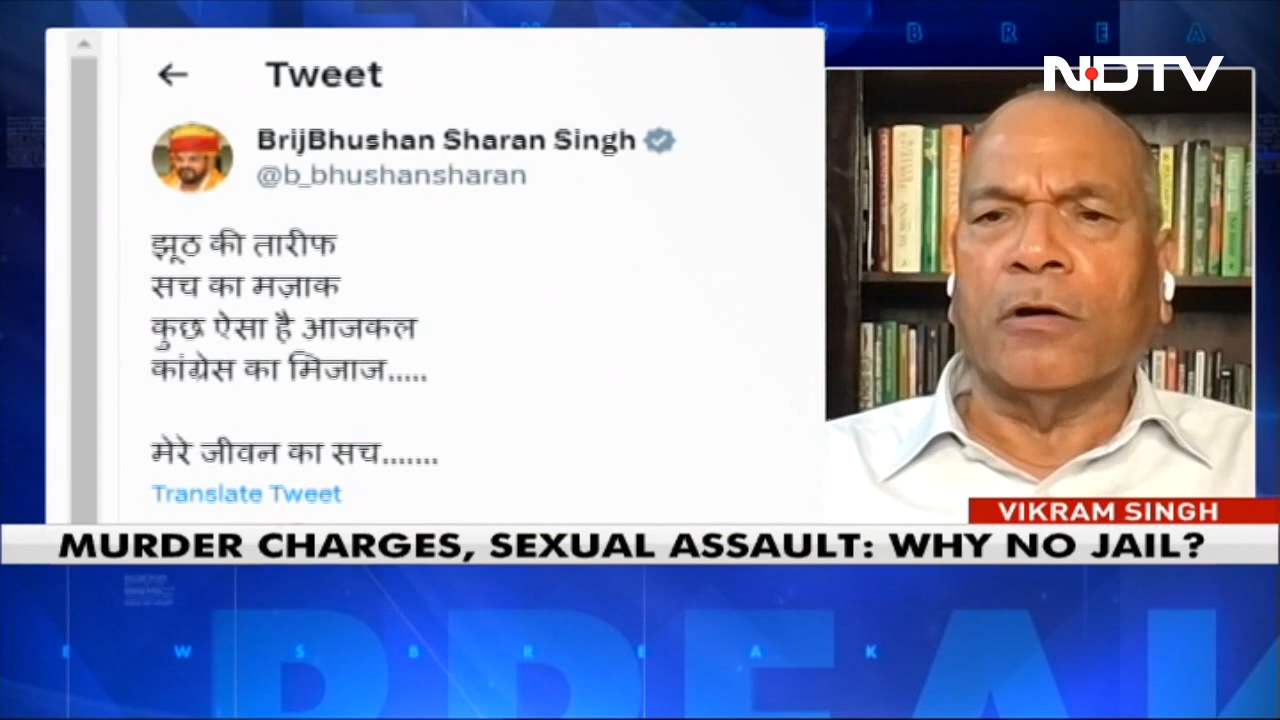 NDTV
Tweet
BrijBhushan Sharan Singh
@b_bhushansharan
झूठ की तारीफ
सच का मज़ाक
कुछ ऐसा है आजकल
कांग्रेस का मिजाज.....
मेरे जीवन का सच.......
Translate Tweet
VIKRAM SINGH
MURDER CHARGES, SEXUAL ASSAULT: WHY NO JAIL?
E W S B R E A K
BREAK